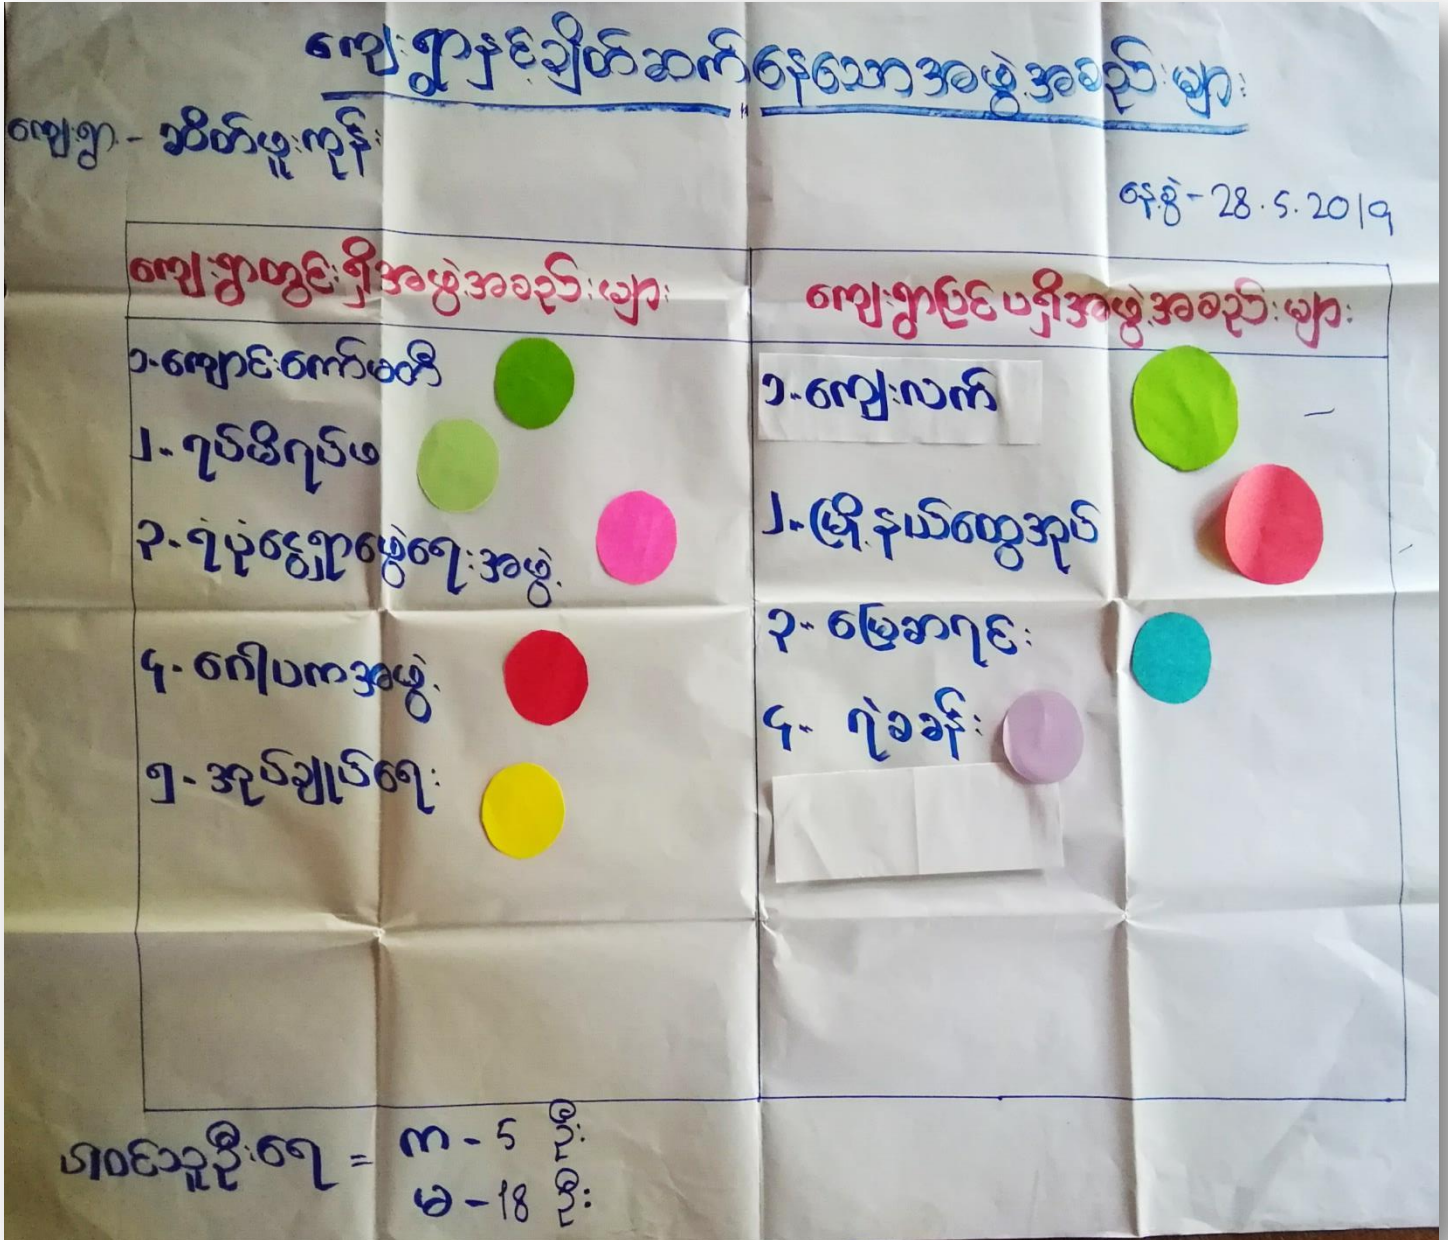 ကျေးရွာနှင့်ချိတ်ဆက်နေသောအဖွဲ့အစည်းများ
ကျေးရွာ - ဆိတ်ဖူးကုန်း
နေ့စွဲ - 28.5.2019
ကျေးရွာတွင်းရှိအဖွဲ့အစည်းများ
၁-ကျောင်းကော်မတီ
၂-ရပ်မိရပ်ဖ
၃-ရံပုံငွေရှာဖွေရေးအဖွဲ့
၄-ဂေါပကအဖွဲ့
၅-အုပ်ချုပ်ရေး
ကျေးရွာပြင်ပရှိအဖွဲ့အစည်းများ
၁-ကျေးလက်
၂-မြို့နယ်ထွေအုပ်
၃-မြေစာရင်း
၄- ရဲစခန်း
ပါဝင်သူဦးရေ = ကာ - 5 ဦး
မ - 18 ဦး